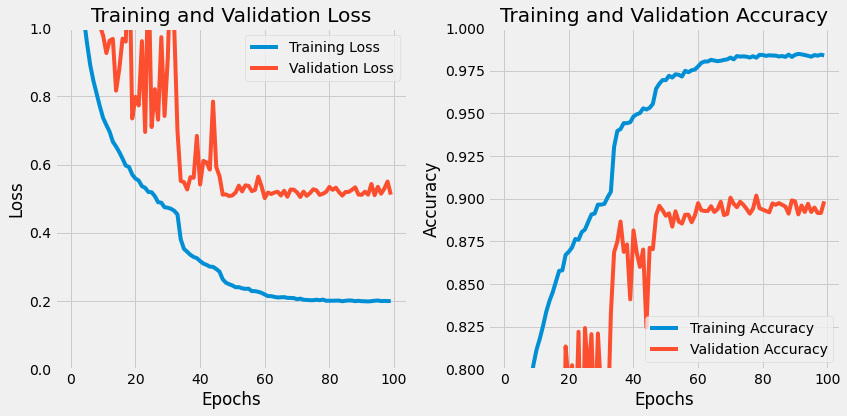 Training and Validation Loss
1.0
0.8
0.6
0.4
0.2
0.0
Loss
0 20 40 60 80 100
Epochs
Training Loss
Validation Loss
Training and Validation Accuracy
1.000
0.975
0.950
0.925
0.900
0.875
0.850
0.825
0.800
Accuracy
0 20 40 60 80 100
Epochs
Training Accuracy
Validation Accuracy